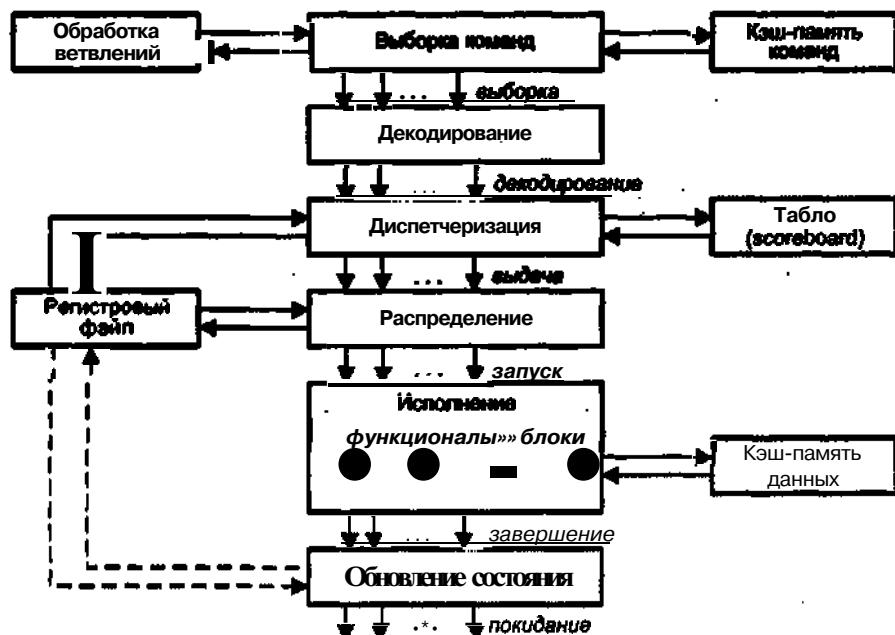 Обработка
ветвлений
Выборка команд
Кэш-память
команд
... выборка
Декодирование
... декодирование
Диспетчеризация
Табло
(scoreboard)
... выдача
Регистровый
файл
Распределение
... запуск
Исполнение
функционалы»» блоки
Кэш-память
данных
... завершение
Обновление состояния
.*. покидание